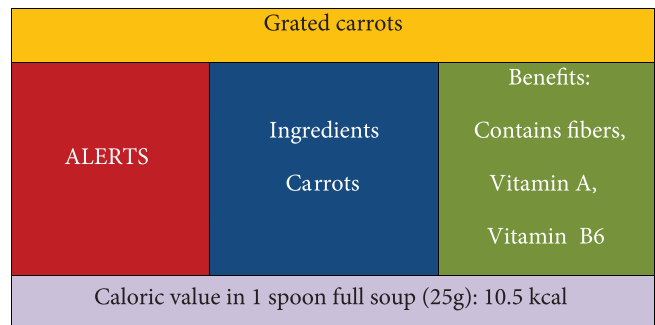 Grated carrots
ALERTS
Ingredients
Carrots
Benefits:
Contains fibers,
Vitamin A,
Vitamin B6
Caloric value in 1 spoon full soup (25g): 10.5 kcal